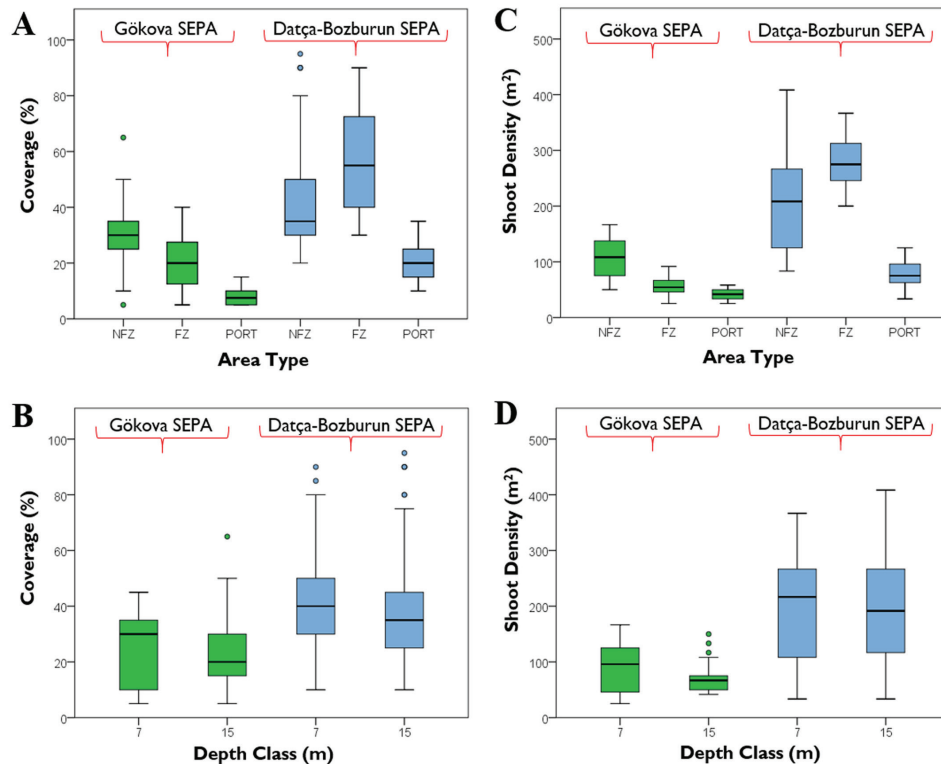 A
Gökova SEPA
Datça-Bozburun SEPA
Coverage (%)
100
80
60
40
20
0
NFZ
FZ
PORT
NFZ
FZ
PORT
Area Type
C
Gökova SEPA
Datça-Bozburun SEPA
Shoot Density (m²)
500
400
300
200
100
0
NFZ
FZ
PORT
NFZ
FZ
PORT
Area Type
B
Gökova SEPA
Datça-Bozburun SEPA
Coverage (%)
100
80
60
40
20
0
7
15
7
15
Depth Class (m)
D
Gökova SEPA
Datça-Bozburun SEPA
Shoot Density (m²)
500
400
300
200
100
0
7
15
7
15
Depth Class (m)